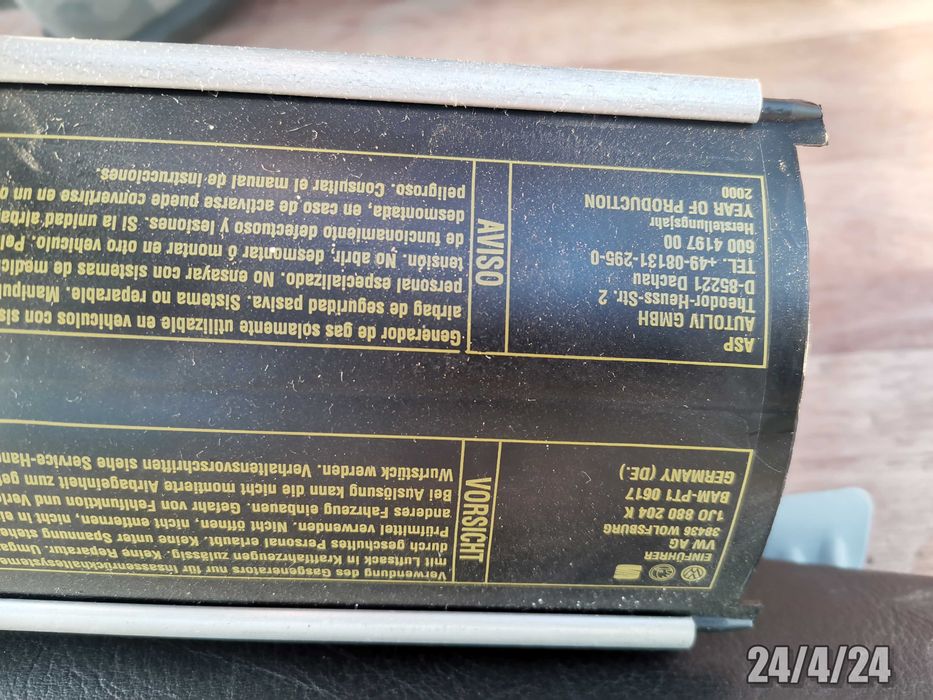 EINFÜHRER
VW AG
38436 WOLFSBURG
1J0 880 204 K
BAM-PT1 0617
GERMANY (DE.)
VORSICHT
Verwendung des Gasgenerators nur für Insassenrückhaltesysteme
mit Luftsack in Kraftfahrzeugen zulässig. Keine Reparatur. Umgan
durch geschultes Personal erlaubt. Keine unter Spannung stehe
Prüfmittel verwenden. Nicht öffnen, nicht entfernen, nicht in ei
anderes Fahrzeug einbauen. Gefahr von Fehlfunktion und Verle
Bei Auslösung kann die nicht montierte Airbageinheit zum gef
Wurfstück werden. Verhaltensvorschriften siehe Service-Hand
ASP
AUTOLIV GMBH
Theodor-Heuss-Str. 2
D-85221 Dachau
TEL. +49-08131-295-0
600 4197 00
Herstellungsjahr
YEAR OF PRODUCTION
2000
AVISO
Generador de gas solamente utilizable en vehiculos con sis
airbag de seguridad pasiva. Sistema no reparable. Manipul
personal especializado. No ensayar con sistemas de medici
tensión. No abrir, desmontar ó montar en otro vehiculo. Pel
de funcionamiento defectuoso y lesiones. Si la unidad airbag
desmontada, en caso de activarse puede convertirse en un o
peligroso. Consultar el manual de instrucciones.
24/4/24